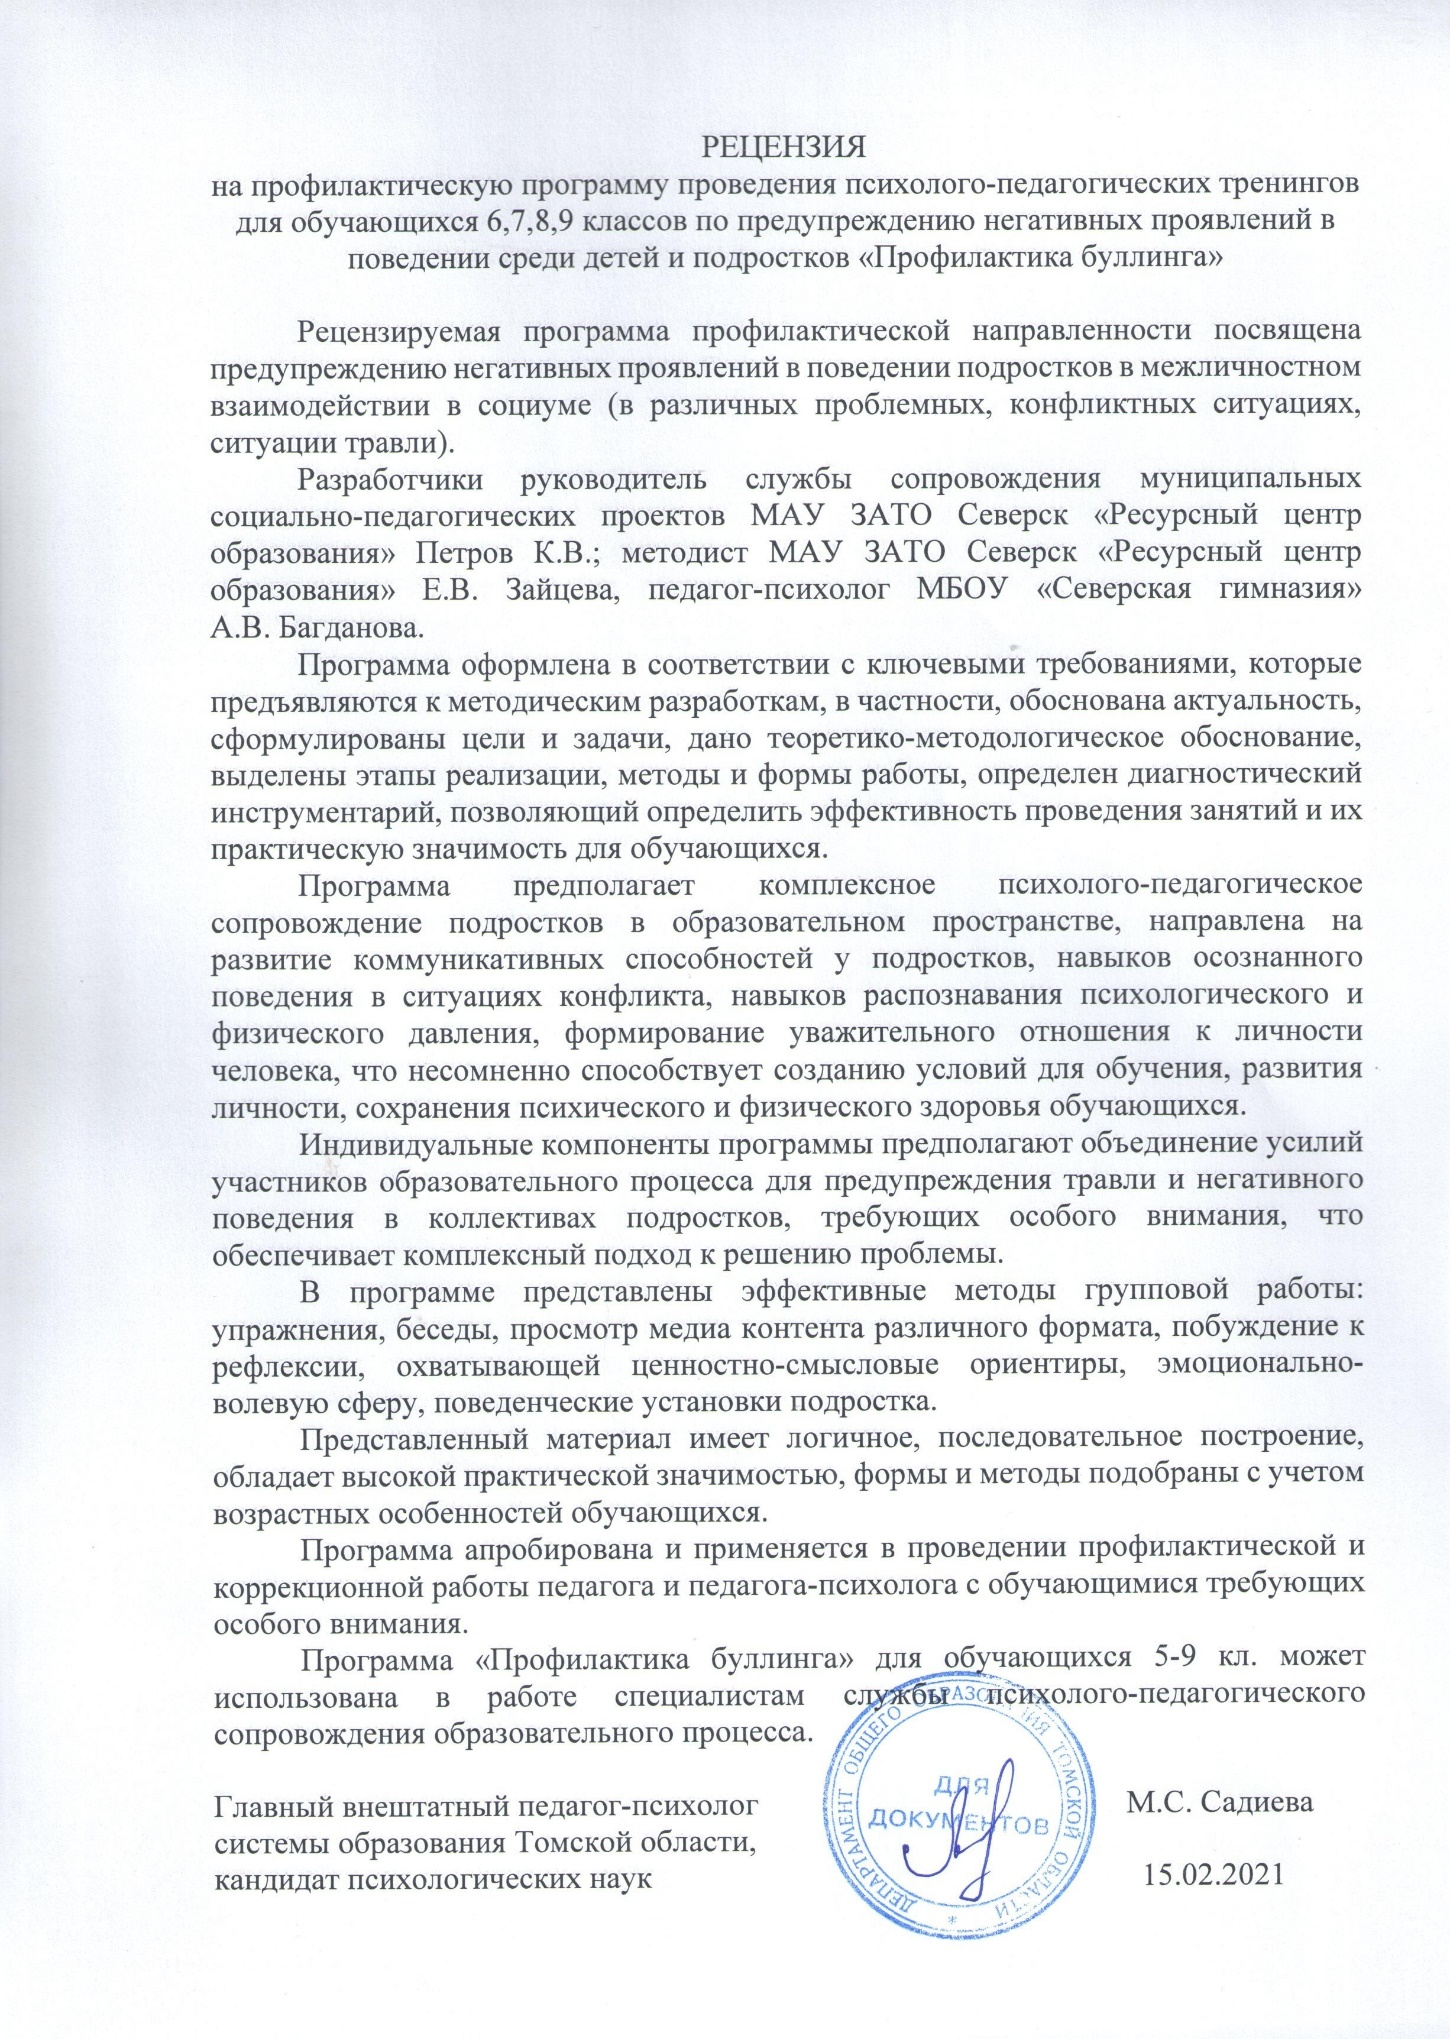 РЕЦЕНЗИЯ
на профилактическую программу проведения психолого-педагогических тренингов
для обучающихся 6,7,8,9 классов по предупреждению негативных проявлений в
поведении среди детей и подростков «Профилактика буллинга»
Рецензируемая программа профилактической направленности посвящена
предупреждению негативных проявлений в поведении подростков в межличностном
взаимодействии в социуме (в различных проблемных, конфликтных ситуациях,
ситуации травли).
Разработчики руководитель службы сопровождения муниципальных
социально-педагогических проектов МАУ ЗАТО Северск «Ресурсный центр
образования» Петров К.В.; методист МАУ ЗАТО Северск «Ресурсный центр
образования» Е.В. Зайцева, педагог-психолог МБОУ «Северская гимназия»
А.В. Багданова.
Программа оформлена в соответствии с ключевыми требованиями, которые
предъявляются к методическим разработкам, в частности, обоснована актуальность,
сформулированы цели и задачи, дано теоретико-методологическое обоснование,
выделены этапы реализации, методы и формы работы, определен диагностический
инструментарий, позволяющий определить эффективность проведения занятий и их
практическую значимость для обучающихся.
Программа предполагает комплексное психолого-педагогическое
сопровождение подростков в образовательном пространстве, направлена на
развитие коммуникативных способностей у подростков, навыков осознанного
поведения в ситуациях конфликта, навыков распознавания психологического и
физического давления, формирование уважительного отношения к личности
человека, что несомненно способствует созданию условий для обучения, развития
личности, сохранения психического и физического здоровья обучающихся.
Индивидуальные компоненты программы предполагают объединение усилий
участников образовательного процесса для предупреждения травли и негативного
поведения в коллективах подростков, требующих особого внимания, что
обеспечивает комплексный подход к решению проблемы.
В программе представлены эффективные методы групповой работы:
упражнения, беседы, просмотр медиа контента различного формата, побуждение к
рефлексии, охватывающей ценностно-смысловые ориентиры, эмоционально-
волевую сферу, поведенческие установки подростка.
Представленный материал имеет логичное, последовательное построение,
обладает высокой практической значимостью, формы и методы подобраны с учетом
возрастных особенностей обучающихся.
Программа апробирована и применяется в проведении профилактической и
коррекционной работы педагога и педагога-психолога с обучающимися требующих
особого внимания.
Программа «Профилактика буллинга» для обучающихся 5-9 кл. может
использована в работе специалистам службы психолого-педагогического
сопровождения образовательного процесса.
Главный внештатный педагог-психолог
системы образования Томской области,
кандидат психологических наук
ДЕПАРТАМЕНТ ОБЩЕГО ОБРАЗОВАНИЯ ТОМСКОЙ ОБЛАСТИ *
ДЛЯ
ДОКУМЕНТОВ
М.С. Садиева
15.02.2021